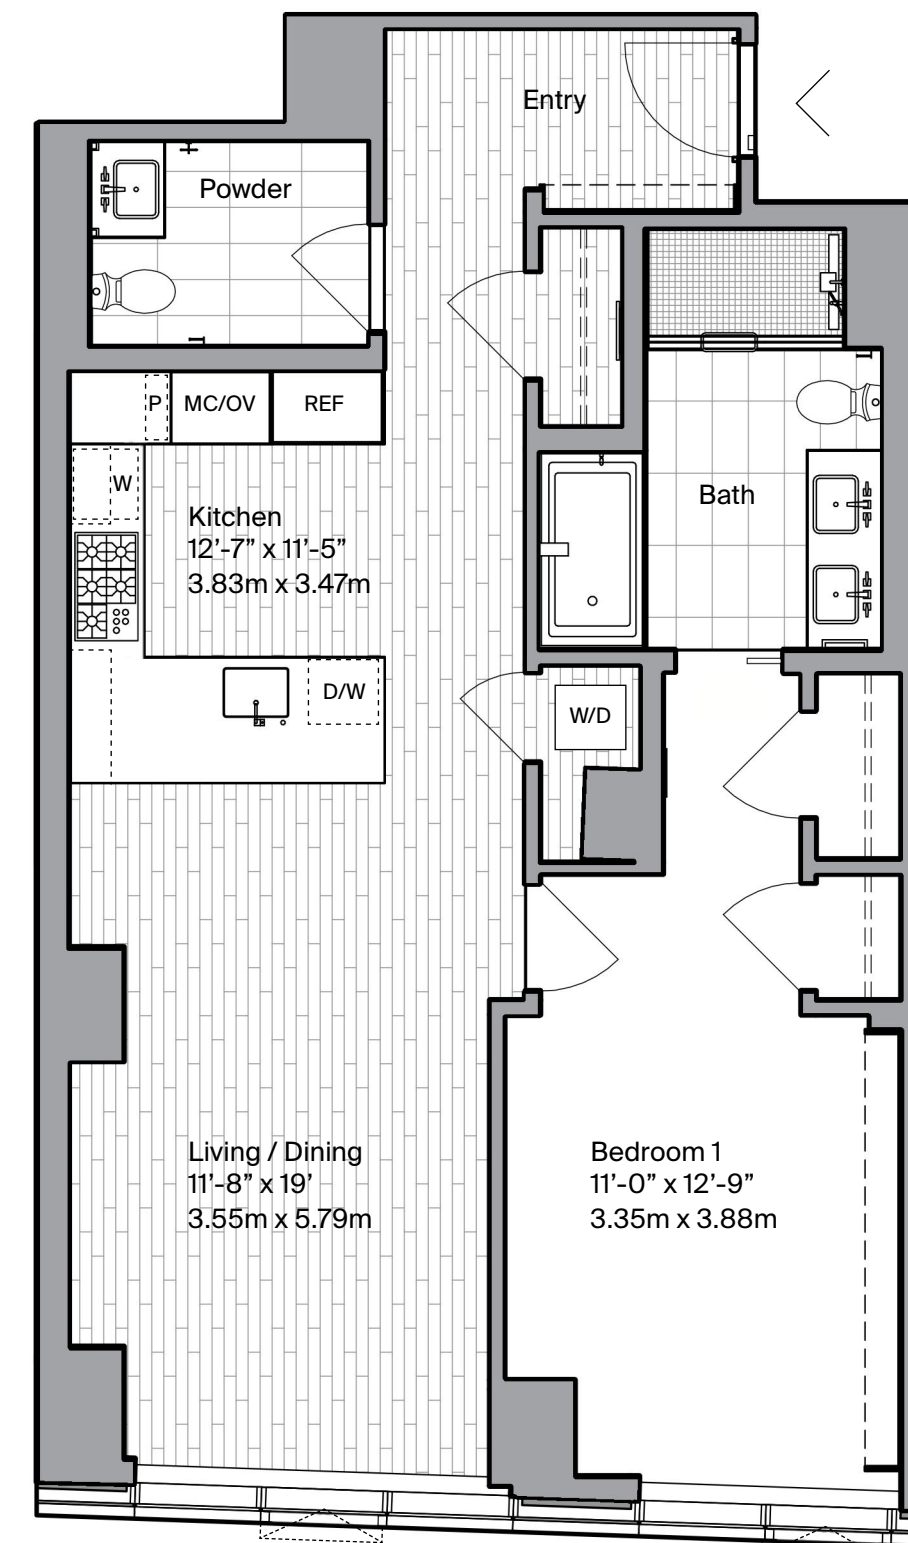 Entry
Powder
P
MC/OV
REF
W
Kitchen
12’-7” x 11’-5”
3.83m x 3.47m
Bath
D/W
W/D
Living / Dining
11’-8” x 19’
3.55m x 5.79m
Bedroom 1
11’-0” x 12’-9”
3.35m x 3.88m